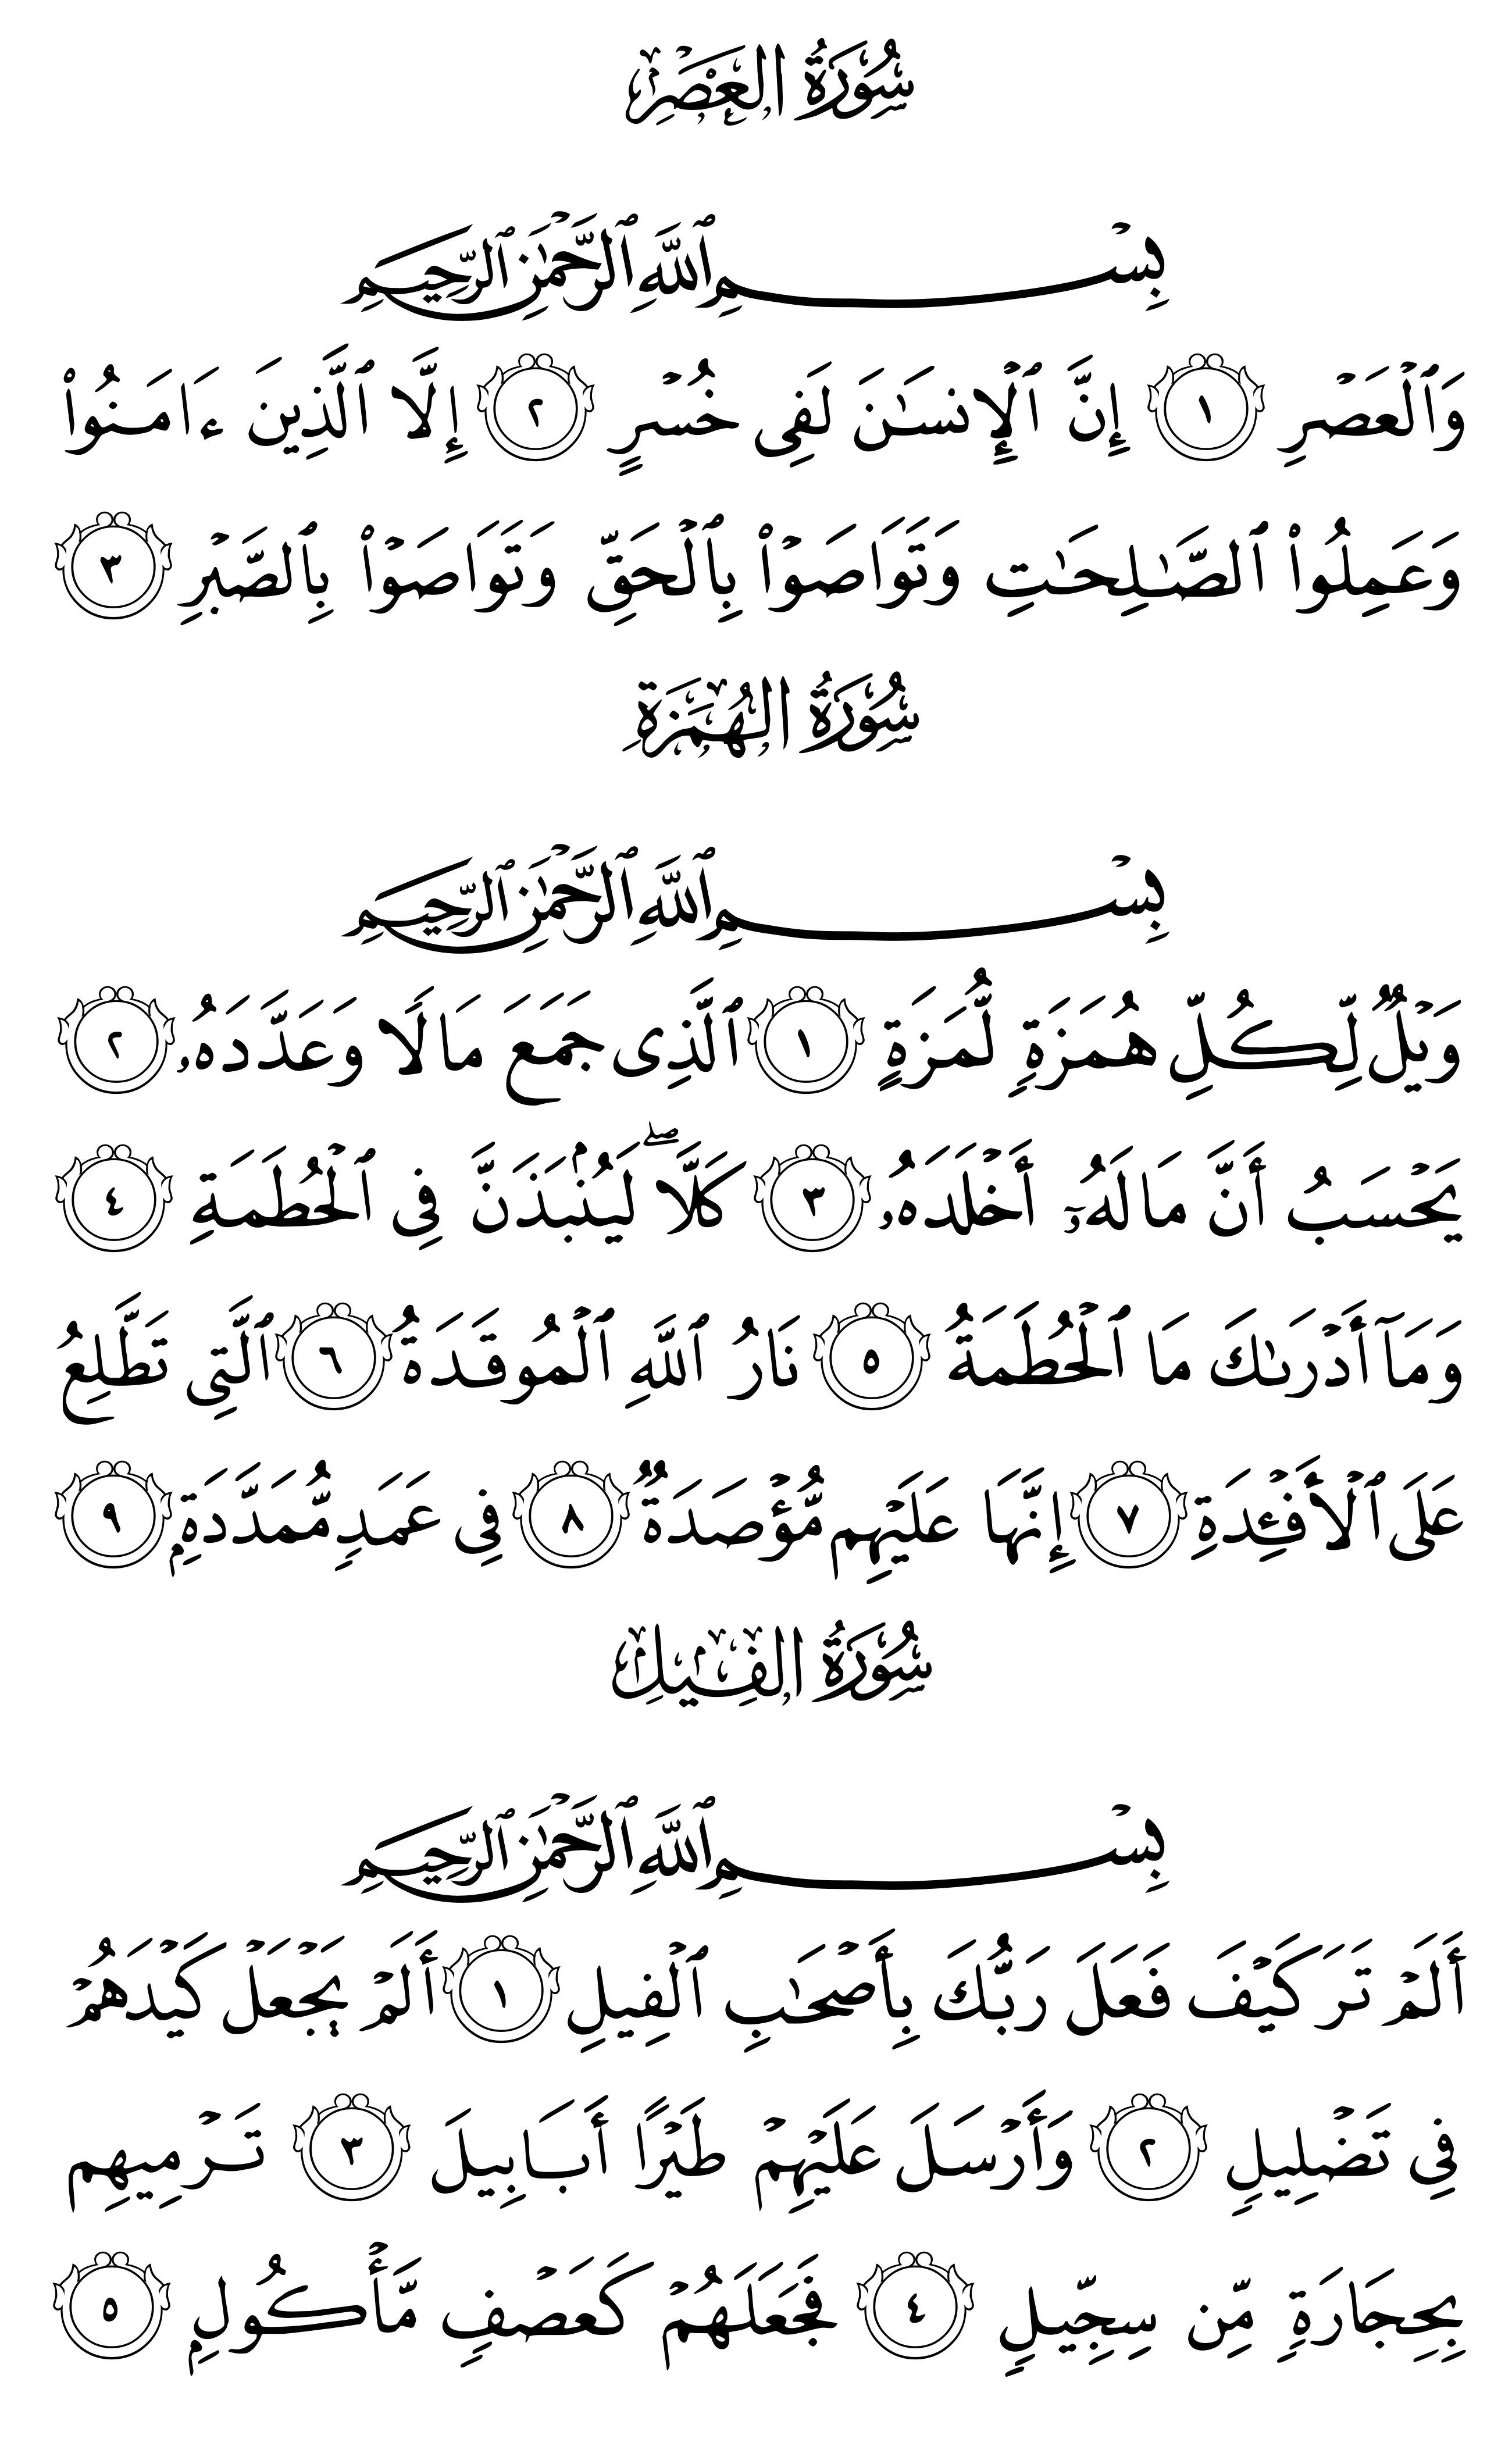 سُورَةُ العَصْرِ
بِسْمِ ٱللَّهِ ٱلرَّحْمَٰنِ ٱلرَّحِيمِ
وَٱلْعَصْرِ ١ إِنَّ ٱلْإِنسَٰنَ لَفِى خُسْرٍ ٢ إِلَّا ٱلَّذِينَ ءَامَنُوا۟
وَعَمِلُوا۟ ٱلصَّٰلِحَٰتِ وَتَوَاصَوْا۟ بِٱلْحَقِّ وَتَوَاصَوْا۟ بِٱلصَّبْرِ ٣
سُورَةُ الهُمَزَةِ
بِسْمِ ٱللَّهِ ٱلرَّحْمَٰنِ ٱلرَّحِيمِ
وَيْلٌ لِّكُلِّ هُمَزَةٍ لُّمَزَةٍ ١ ٱلَّذِى جَمَعَ مَالًا وَعَدَّدَهُۥ ٢
يَحْسَبُ أَنَّ مَالَهُۥٓ أَخْلَدَهُۥ ٣ كَلَّا ۖ لَيُنۢبَذَنَّ فِى ٱلْحُطَمَةِ ٤
وَمَآ أَدْرَىٰكَ مَا ٱلْحُطَمَةُ ٥ نَارُ ٱللَّهِ ٱلْمُوقَدَةُ ٦ ٱلَّتِى تَطَّلِعُ
عَلَى ٱلْأَفْـِٔدَةِ ٧ إِنَّهَا عَلَيْهِم مُّؤْصَدَةٌ ٨ فِى عَمَدٍ مُّمَدَّدَةٍۭ ٩
سُورَةُ الفِيلِ
بِسْمِ ٱللَّهِ ٱلرَّحْمَٰنِ ٱلرَّحِيمِ
أَلَمْ تَرَ كَيْفَ فَعَلَ رَبُّكَ بِأَصْحَٰبِ ٱلْفِيلِ ١ أَلَمْ يَجْعَلْ كَيْدَهُمْ
فِى تَضْلِيلٍ ٢ وَأَرْسَلَ عَلَيْهِمْ طَيْرًا أَبَابِيلَ ٣ تَرْمِيهِم
بِحِجَارَةٍ مِّن سِجِّيلٍ ٤ فَجَعَلَهُمْ كَعَصْفٍ مَّأْكُولٍۭ ٥